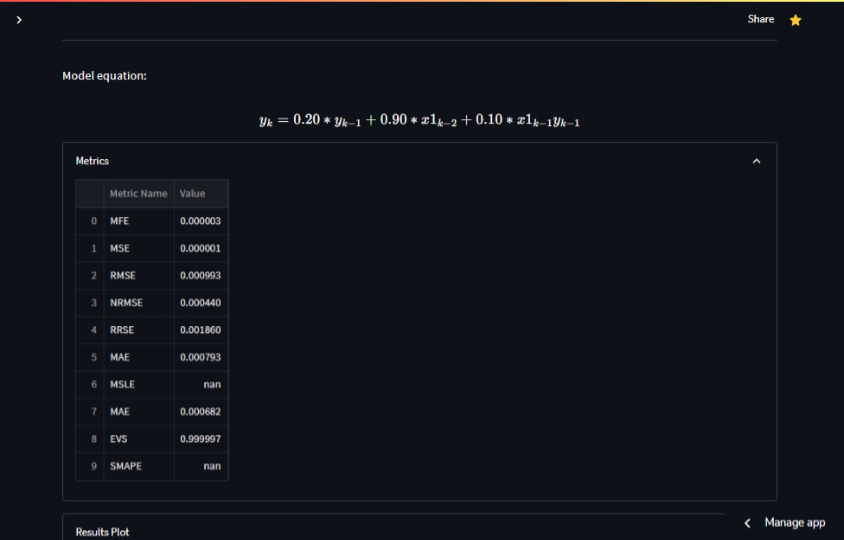 Share
Model equation:
y_k = 0.20 * y_{k-1} + 0.90 * x1_{k-2} + 0.10 * x1_{k-1}y_{k-1}
Metrics
Metric Name Value
0 MFE 0.000003
1 MSE 0.000001
2 RMSE 0.000993
3 NRMSE 0.000440
4 RRSE 0.001860
5 MAE 0.000793
6 MSLE nan
7 MAE 0.000682
8 EVS 0.999997
9 SMAPE nan
Manage app
Results Plot